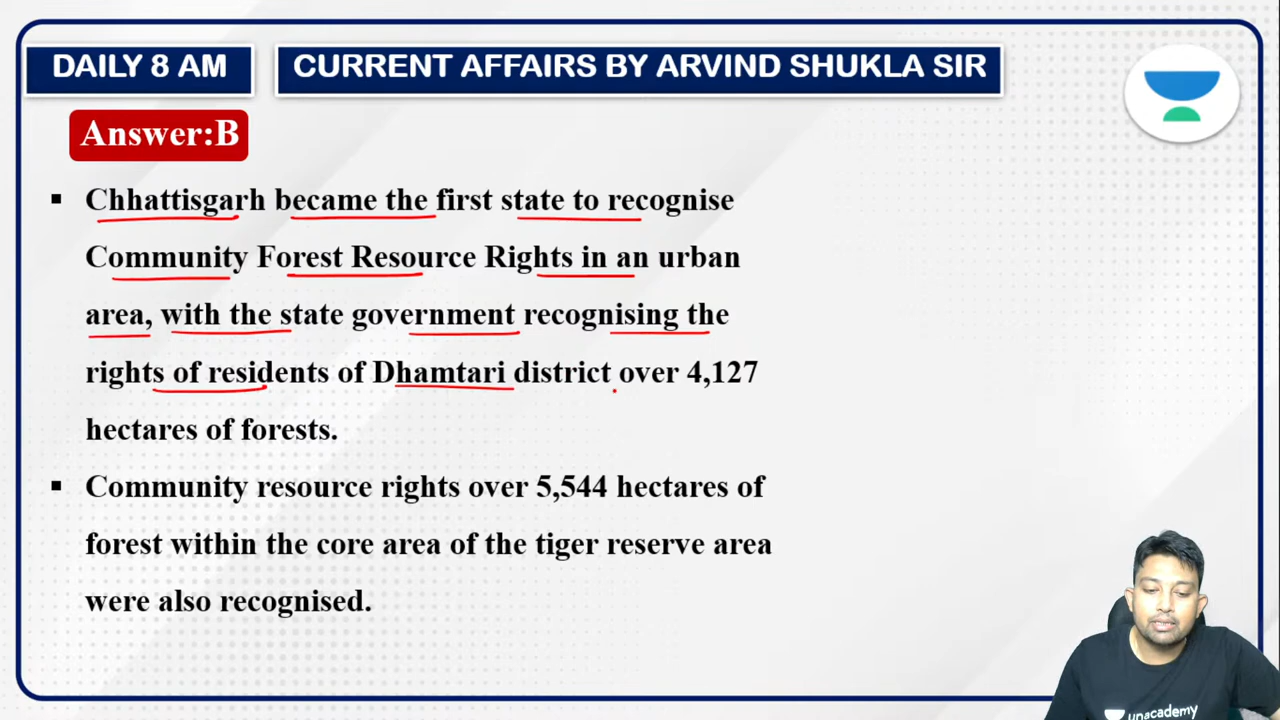 DAILY 8 AM
CURRENT AFFAIRS BY ARVIND SHUKLA SIR
Answer:B
▪ Chhattisgarh became the first state to recognise
Community Forest Resource Rights in an urban
area, with the state government recognising the
rights of residents of Dhamtari district over 4,127
hectares of forests.
▪ Community resource rights over 5,544 hectares of
forest within the core area of the tiger reserve area
were also recognised.
unacademy